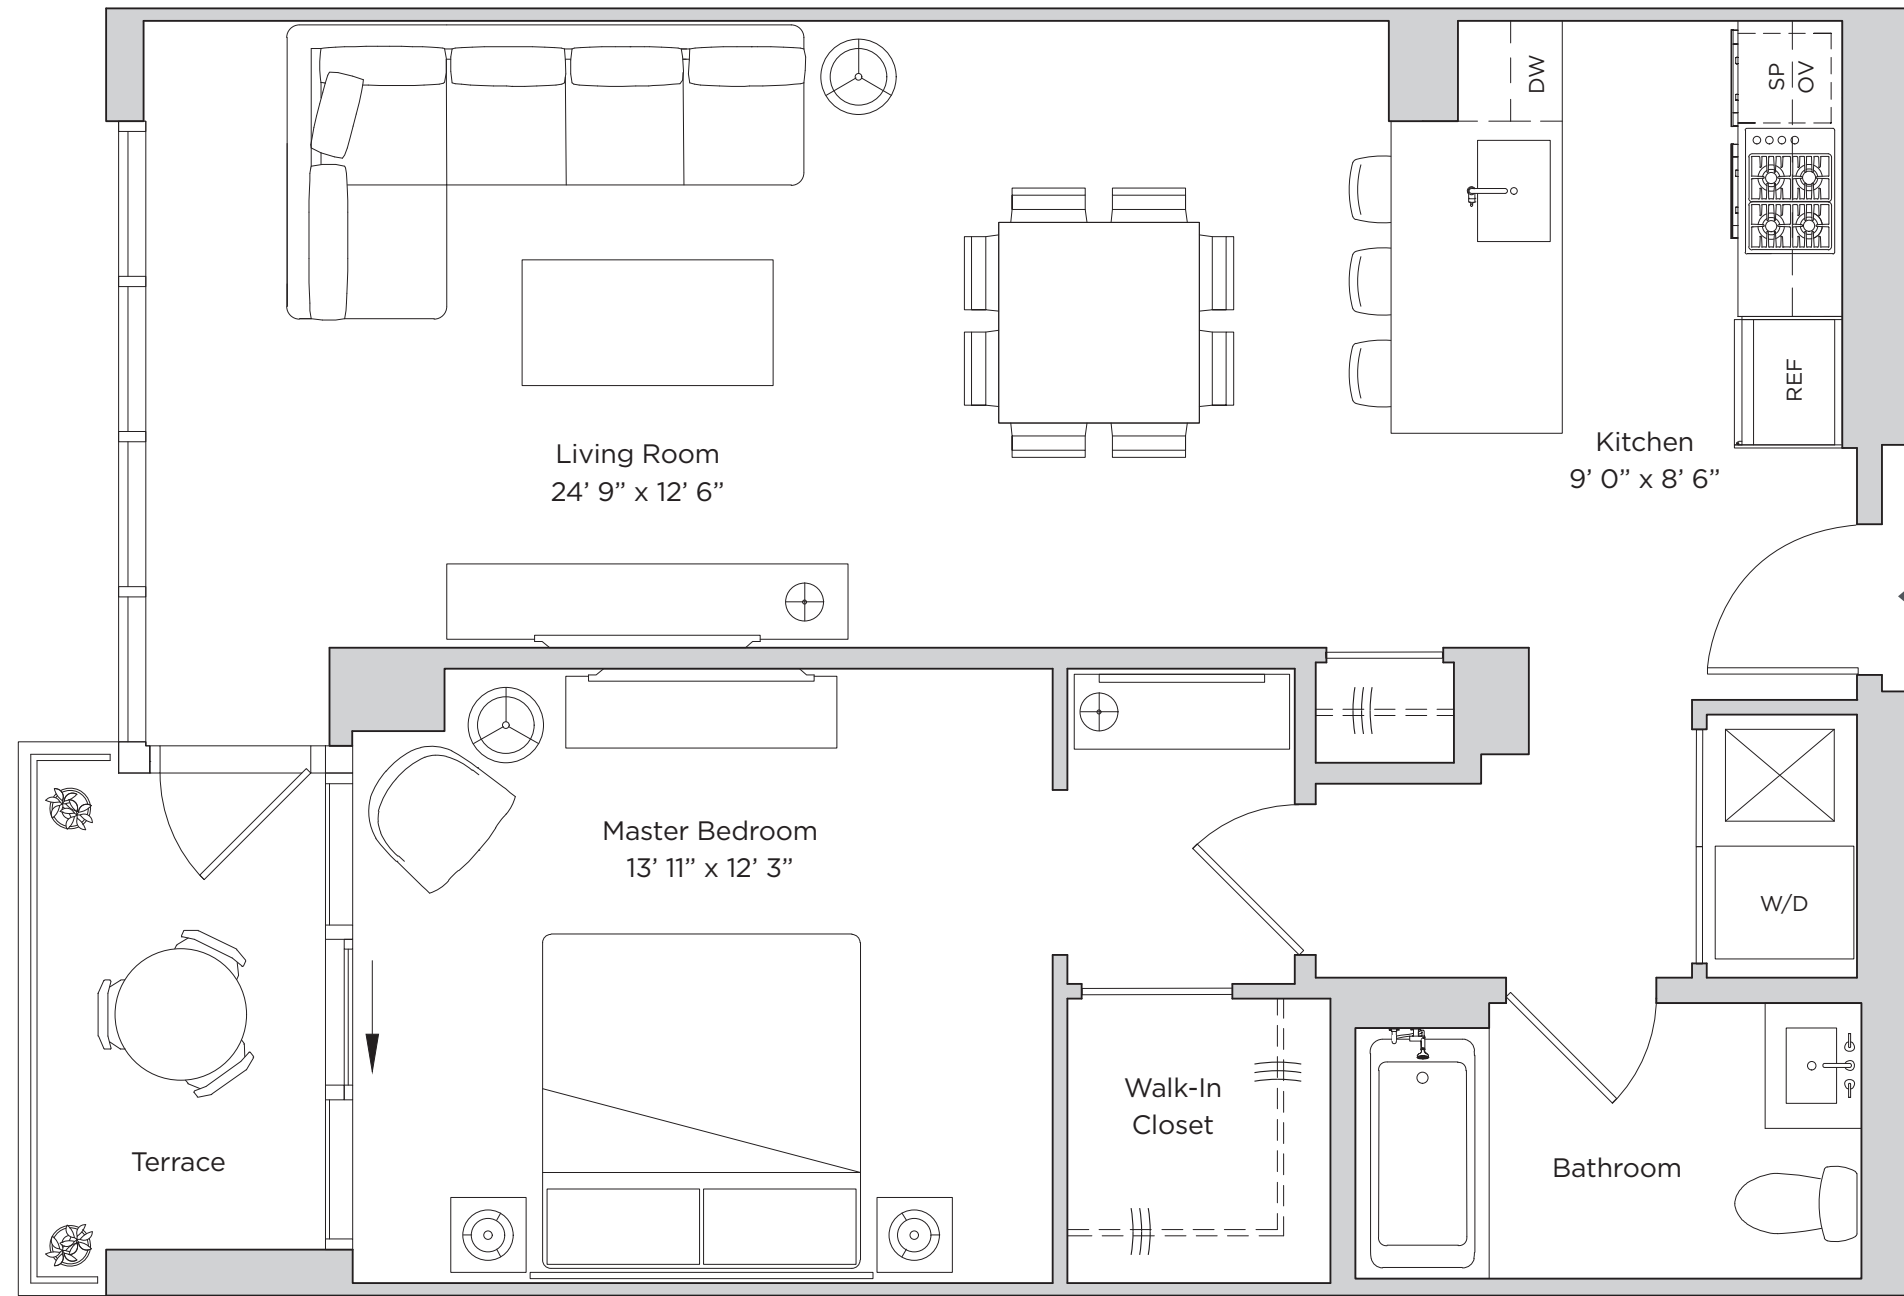 DW
SP
OV
REF
Living Room
24’ 9” x 12’ 6”
Kitchen
9’ 0” x 8’ 6”
Master Bedroom
13’ 11” x 12’ 3”
W/D
Walk-In
Closet
Terrace
Bathroom